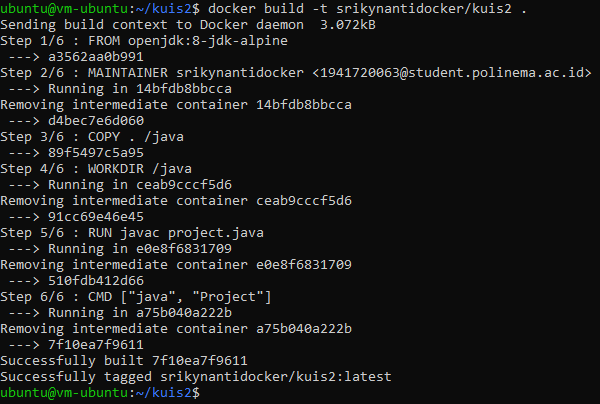 ubuntu@vm-ubuntu:~/kuis2$ docker build -t srikynantidocker/kuis2 .
Sending build context to Docker daemon  3.072kB
Step 1/6 : FROM openjdk:8-jdk-alpine
 ---> a3562aa0b991
Step 2/6 : MAINTAINER srikynantidocker <1941720063@student.polinema.ac.id>
 ---> Running in 14bfdb8bbcca
Removing intermediate container 14bfdb8bbcca
 ---> d4bec7e6d060
Step 3/6 : COPY . /java
 ---> 89f5497c5a95
Step 4/6 : WORKDIR /java
 ---> Running in ceab9cccf5d6
Removing intermediate container ceab9cccf5d6
 ---> 91cc69e46e45
Step 5/6 : RUN javac project.java
 ---> Running in e0e8f6831709
Removing intermediate container e0e8f6831709
 ---> 510fdb412d66
Step 6/6 : CMD ["java", "Project"]
 ---> Running in a75b040a222b
Removing intermediate container a75b040a222b
 ---> 7f10ea7f9611
Successfully built 7f10ea7f9611
Successfully tagged srikynantidocker/kuis2:latest
ubuntu@vm-ubuntu:~/kuis2$